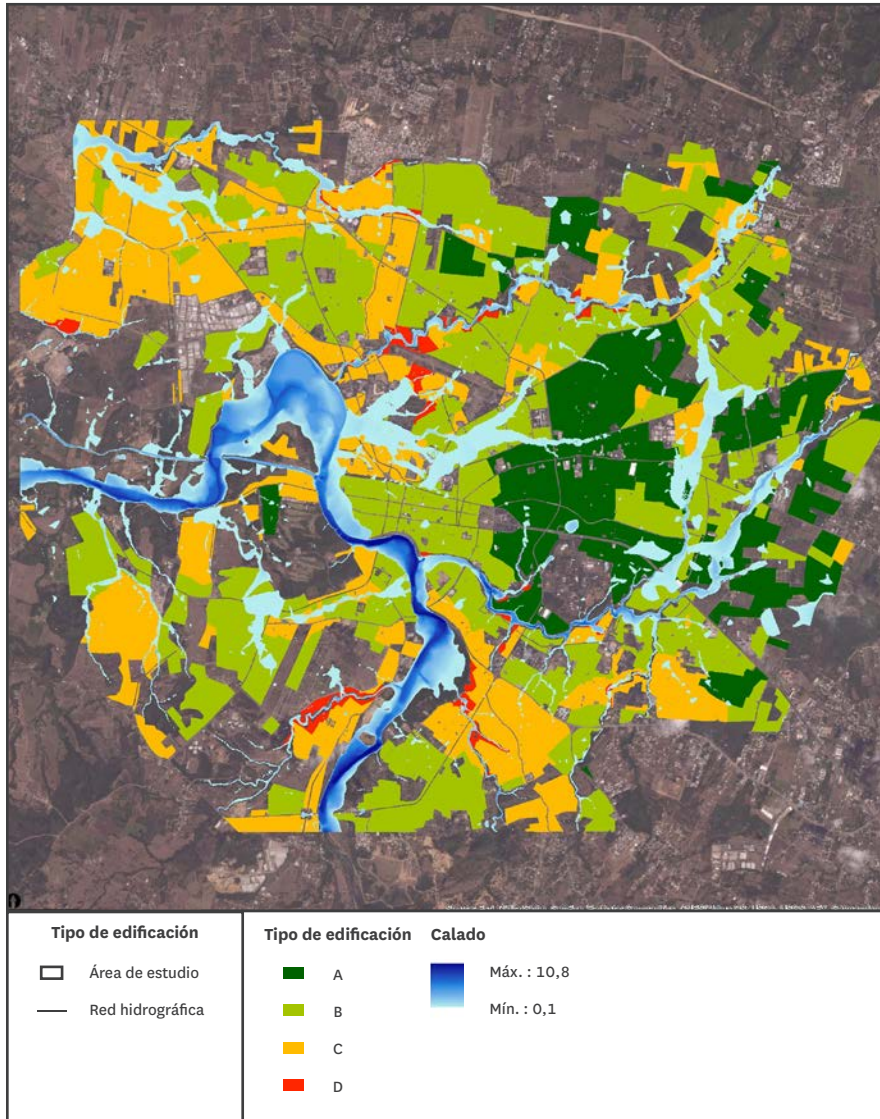 Tipo de edificación
Área de estudio
Red hidrográfica
Tipo de edificación
A
B
C
D
Calado
Máx. : 10,8
Mín. : 0,1